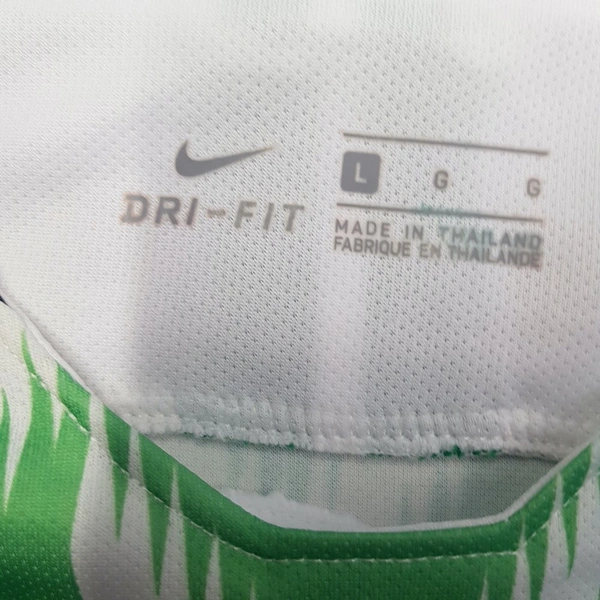 DRI-FIT
L G G
MADE IN THAILAND
FABRIQUE EN THAILANDE